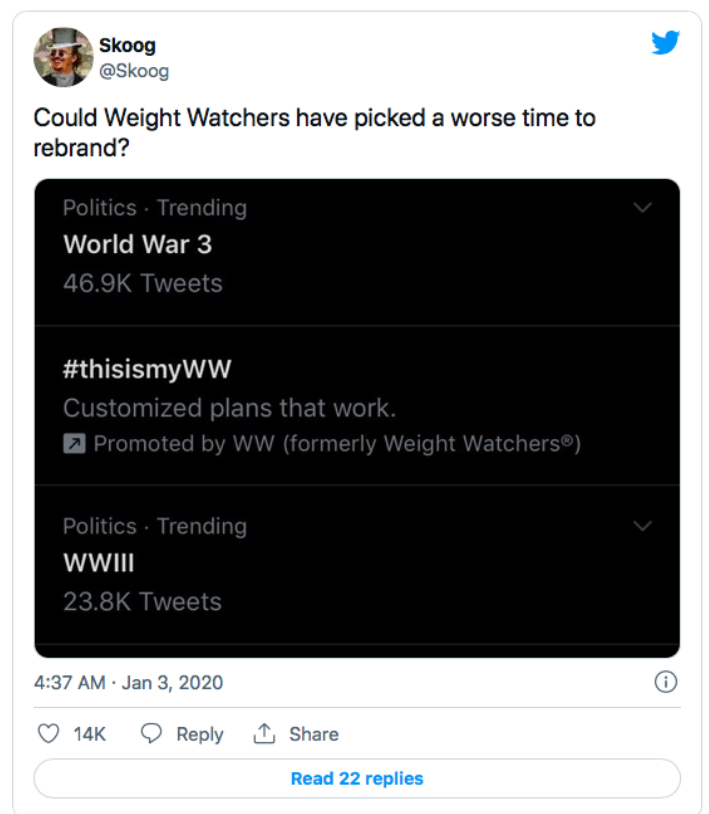 Skoog
@Skoog
Could Weight Watchers have picked a worse time to
rebrand?
Politics · Trending
World War 3
46.9K Tweets
#thisismyWW
Customized plans that work.
Promoted by WW (formerly Weight Watchers®)
Politics · Trending
WWIII
23.8K Tweets
4:37 AM · Jan 3, 2020
14K Reply Share
Read 22 replies